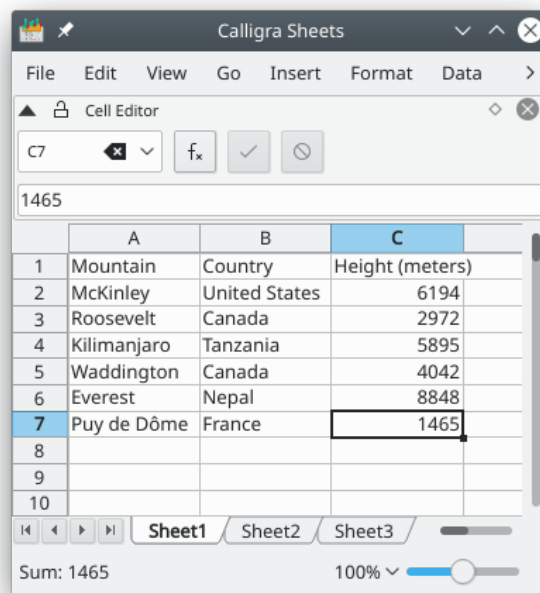 Calligra Sheets
File Edit View Go Insert Format Data
Cell Editor
C7 fx
1465
A B C
1 Mountain Country Height (meters)
2 McKinley United States 6194
3 Roosevelt Canada 2972
4 Kilimanjaro Tanzania 5895
5 Waddington Canada 4042
6 Everest Nepal 8848
7 Puy de Dôme France 1465
8
9
10
Sheet1 Sheet2 Sheet3
Sum: 1465 100%